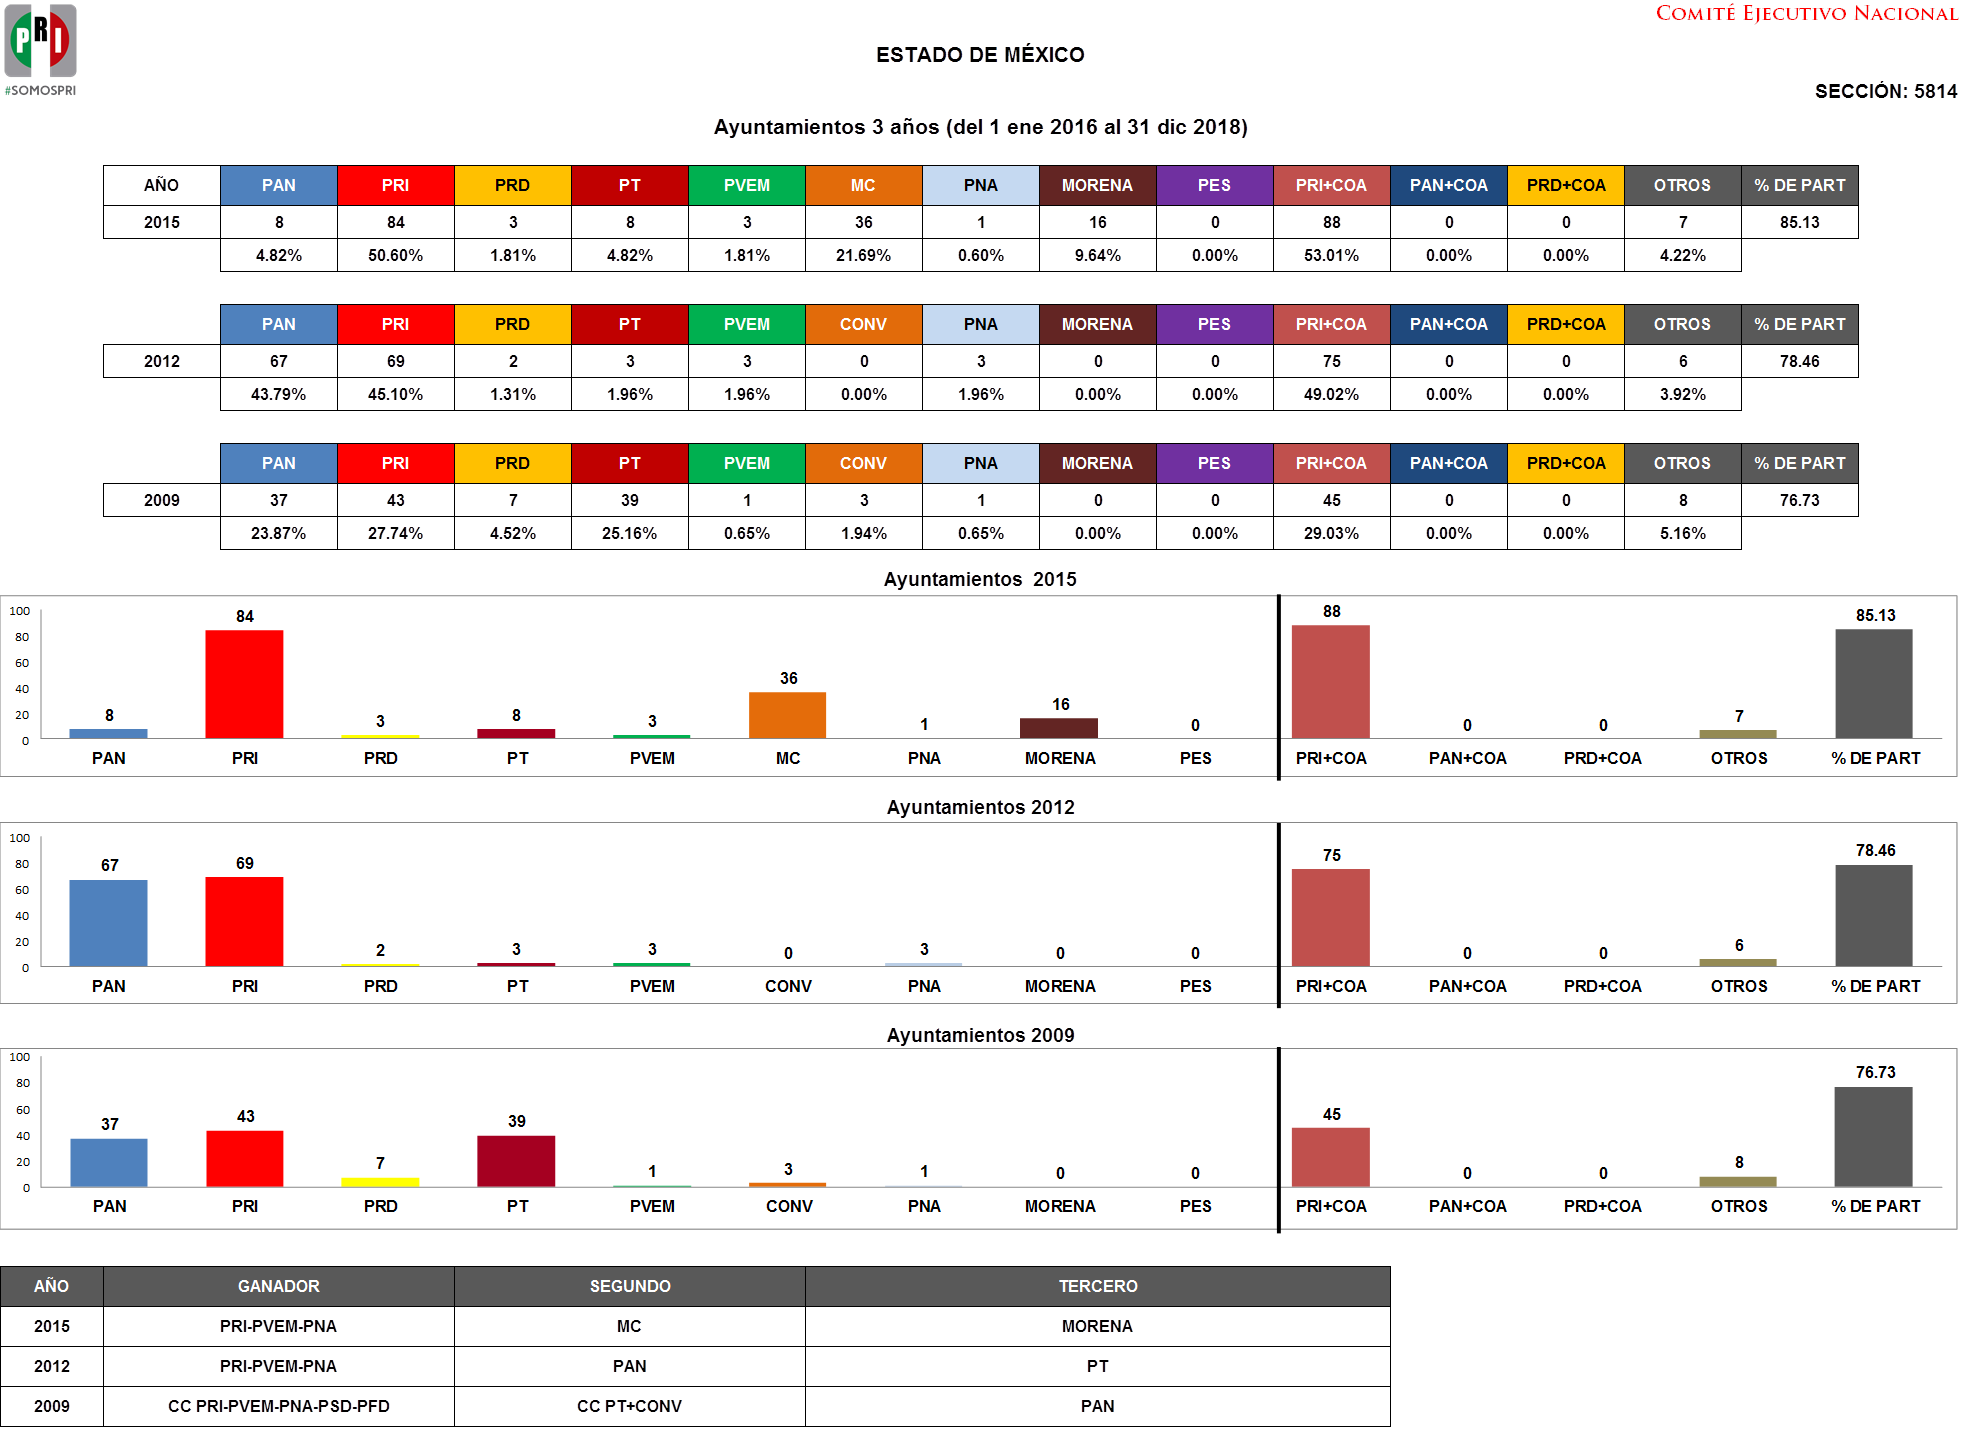 PRI
#SOMOSPRI
COMITÉ EJECUTIVO NACIONAL
ESTADO DE MÉXICO
SECCIÓN: 5814
Ayuntamientos 3 años (del 1 ene 2016 al 31 dic 2018)
AÑO PAN PRI PRD PT PVEM MC PNA MORENA PES PRI+COA PAN+COA PRD+COA OTROS % DE PART
2015 8 84 3 8 3 36 1 16 0 88 0 0 7 85.13
4.82% 50.60% 1.81% 4.82% 1.81% 21.69% 0.60% 9.64% 0.00% 53.01% 0.00% 0.00% 4.22%
PAN PRI PRD PT PVEM CONV PNA MORENA PES PRI+COA PAN+COA PRD+COA OTROS % DE PART
2012 67 69 2 3 3 0 3 0 0 75 0 0 6 78.46
43.79% 45.10% 1.31% 1.96% 1.96% 0.00% 1.96% 0.00% 0.00% 49.02% 0.00% 0.00% 3.92%
PAN PRI PRD PT PVEM CONV PNA MORENA PES PRI+COA PAN+COA PRD+COA OTROS % DE PART
2009 37 43 7 39 1 3 1 0 0 45 0 0 8 76.73
23.87% 27.74% 4.52% 25.16% 0.65% 1.94% 0.65% 0.00% 0.00% 29.03% 0.00% 0.00% 5.16%
Ayuntamientos 2015
100
80
60
40
20
0
8 84 3 8 3 36 1 16 0 88 0 0 7 85.13
PAN PRI PRD PT PVEM MC PNA MORENA PES PRI+COA PAN+COA PRD+COA OTROS % DE PART
Ayuntamientos 2012
100
80
60
40
20
0
67 69 2 3 3 0 3 0 0 75 0 0 6 78.46
PAN PRI PRD PT PVEM CONV PNA MORENA PES PRI+COA PAN+COA PRD+COA OTROS % DE PART
Ayuntamientos 2009
100
80
60
40
20
0
37 43 7 39 1 3 1 0 0 45 0 0 8 76.73
PAN PRI PRD PT PVEM CONV PNA MORENA PES PRI+COA PAN+COA PRD+COA OTROS % DE PART
AÑO GANADOR SEGUNDO TERCERO
2015 PRI-PVEM-PNA MC MORENA
2012 PRI-PVEM-PNA PAN PT
2009 CC PRI-PVEM-PNA-PSD-PFD CC PT+CONV PAN